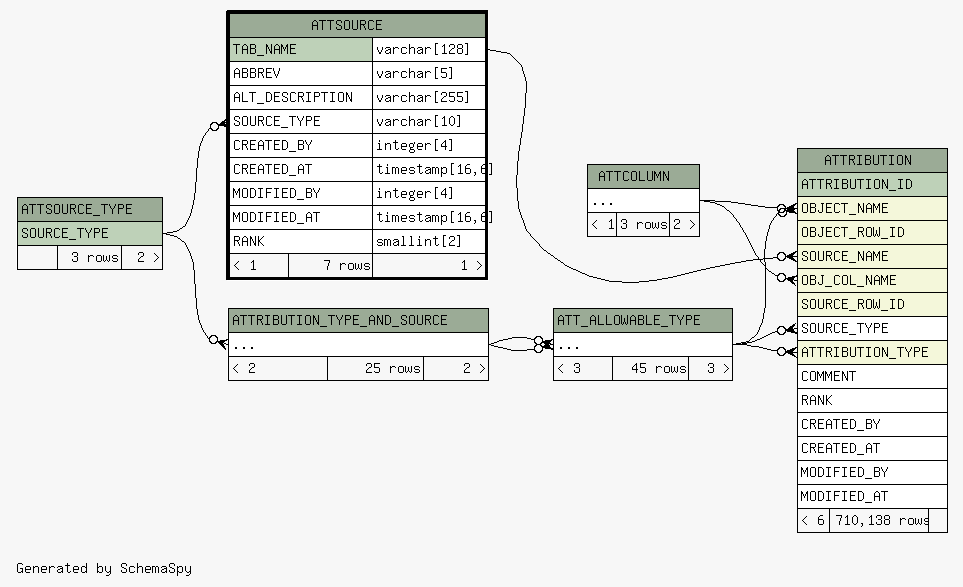 ATTSOURCE
TAB_NAME varchar[128]
ABBREV varchar[5]
ALT_DESCRIPTION varchar[255]
SOURCE_TYPE varchar[10]
CREATED_BY integer[4]
CREATED_AT timestamp[16,6]
MODIFIED_BY integer[4]
MODIFIED_AT timestamp[16,6]
RANK smallint[2]
< 1 7 rows 1 >
ATTSOURCE_TYPE
SOURCE_TYPE
3 rows 2 >
ATTRIBUTION_TYPE_AND_SOURCE
...
< 2 25 rows 2 >
ATT_ALLOWABLE_TYPE
...
< 3 45 rows 3 >
ATTCOLUMN
...
< 1 3 rows 2 >
ATTRIBUTION
ATTRIBUTION_ID
OBJECT_NAME
OBJECT_ROW_ID
SOURCE_NAME
OBJ_COL_NAME
SOURCE_ROW_ID
SOURCE_TYPE
ATTRIBUTION_TYPE
COMMENT
RANK
CREATED_BY
CREATED_AT
MODIFIED_BY
MODIFIED_AT
< 6 710,138 rows
Generated by SchemaSpy